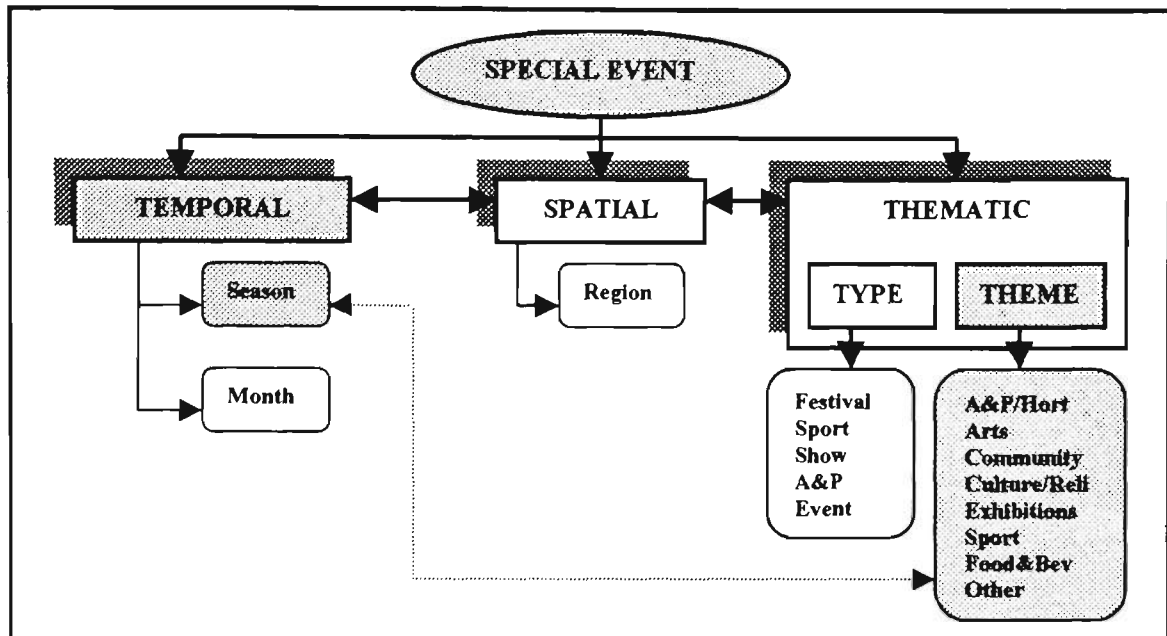 SPECIAL EVENT
TEMPORAL
SPATIAL
THEMATIC
TYPE
THEME
Season
Month
Region
Festival
Sport
Show
A&P
Event
A&P/Hort
Arts
Community
Culture/Reli
Exhibitions
Sport
Food&Bev
Other